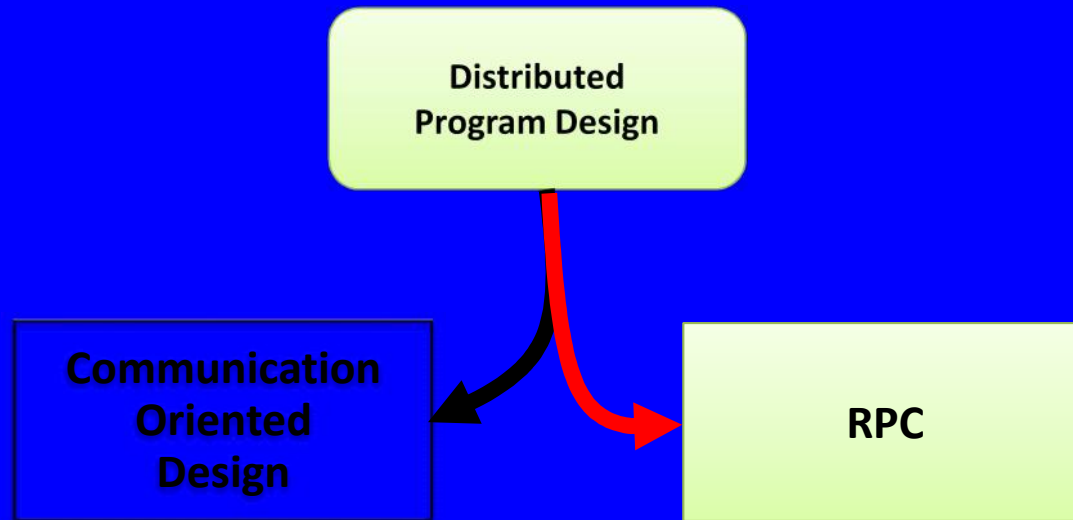 Distributed
Program Design
Communication
Oriented
Design
RPC